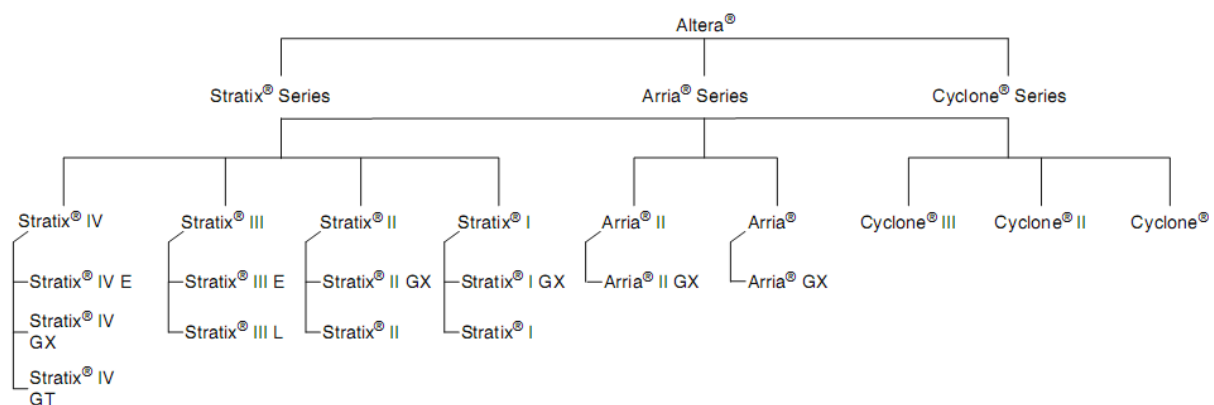 Altera®
Stratix® Series Arria® Series Cyclone® Series
Stratix® IV Stratix® III Stratix® II Stratix® I Arria® II Arria® Cyclone® III Cyclone® II Cyclone®
Stratix® IV E Stratix® III E Stratix® II GX Stratix® I GX Arria® II GX Arria® GX
Stratix® IV
GX
Stratix® III L Stratix® II Stratix® I
Stratix® IV
GT